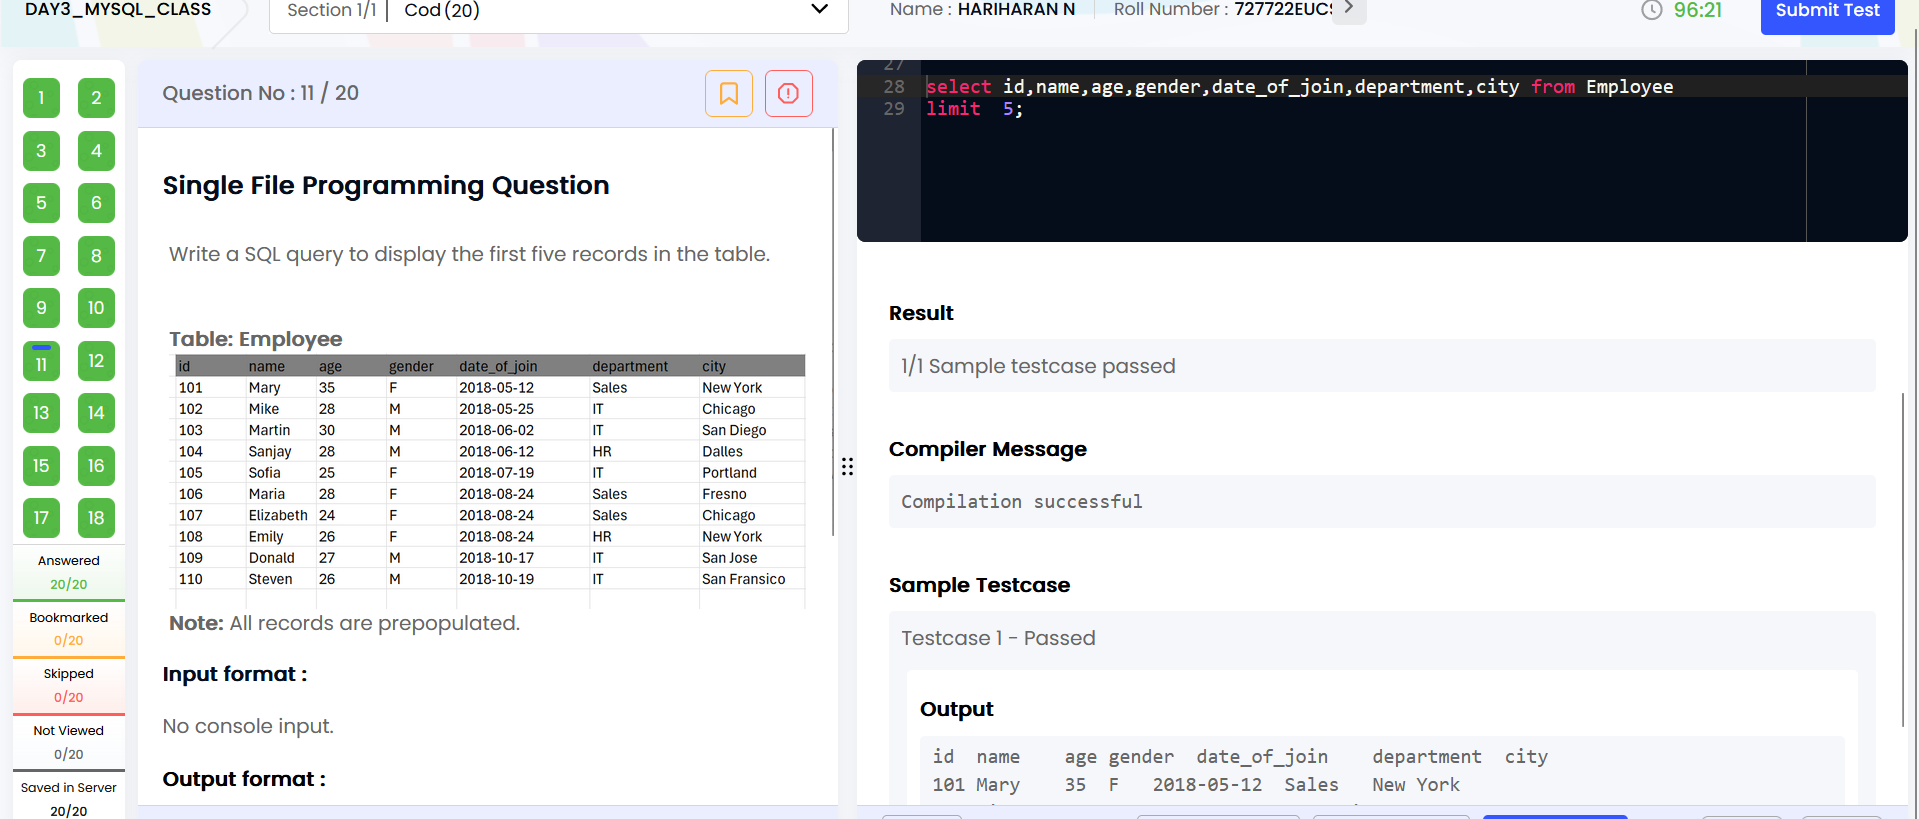 DAY3_MYSQL_CLASS
Section 1/1 | Cod (20)
Name : HARIHARAN N
Roll Number :
96:21
Submit Test
1 2
3 4
5 6
7 8
9 10
11 12
13 14
15 16
17 18
Answered
20/20
Bookmarked
0/20
Skipped
0/20
Not Viewed
0/20
Saved in Server
20/20
Question No : 11 / 20
Single File Programming Question
Write a SQL query to display the first five records in the table.
Table: Employee
id name age gender date_of_join department city
101 Mary 35 F 2018-05-12 Sales New York
102 Mike 28 M 2018-05-25 IT Chicago
103 Martin 30 M 2018-06-02 IT San Diego
104 Sanjay 28 M 2018-06-12 HR Dalles
105 Sofia 25 F 2018-07-19 IT Portland
106 Maria 28 F 2018-08-24 Sales Fresno
107 Elizabeth 24 F 2018-08-24 Sales Chicago
108 Emily 26 F 2018-08-24 HR New York
109 Donald 27 M 2018-10-17 IT San Jose
110 Steven 26 M 2018-10-19 IT San Fransico
Note: All records are prepopulated.
Input format :
No console input.
Output format :
27
28 select id,name,age,gender,date_of_join,department,city from Employee
29 limit 5;
Result
1/1 Sample testcase passed
Compiler Message
Compilation successful
Sample Testcase
Testcase 1 - Passed
Output
id name age gender date_of_join department city
101 Mary 35 F 2018-05-12 Sales New York